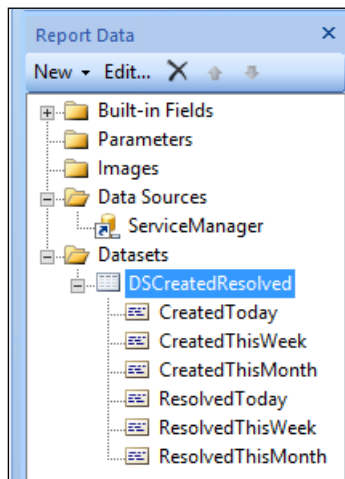 Report Data
New Edit...
Built-in Fields
Parameters
Images
Data Sources
ServiceManager
Datasets
DSCreatedResolved
CreatedToday
CreatedThisWeek
CreatedThisMonth
ResolvedToday
ResolvedThisWeek
ResolvedThisMonth